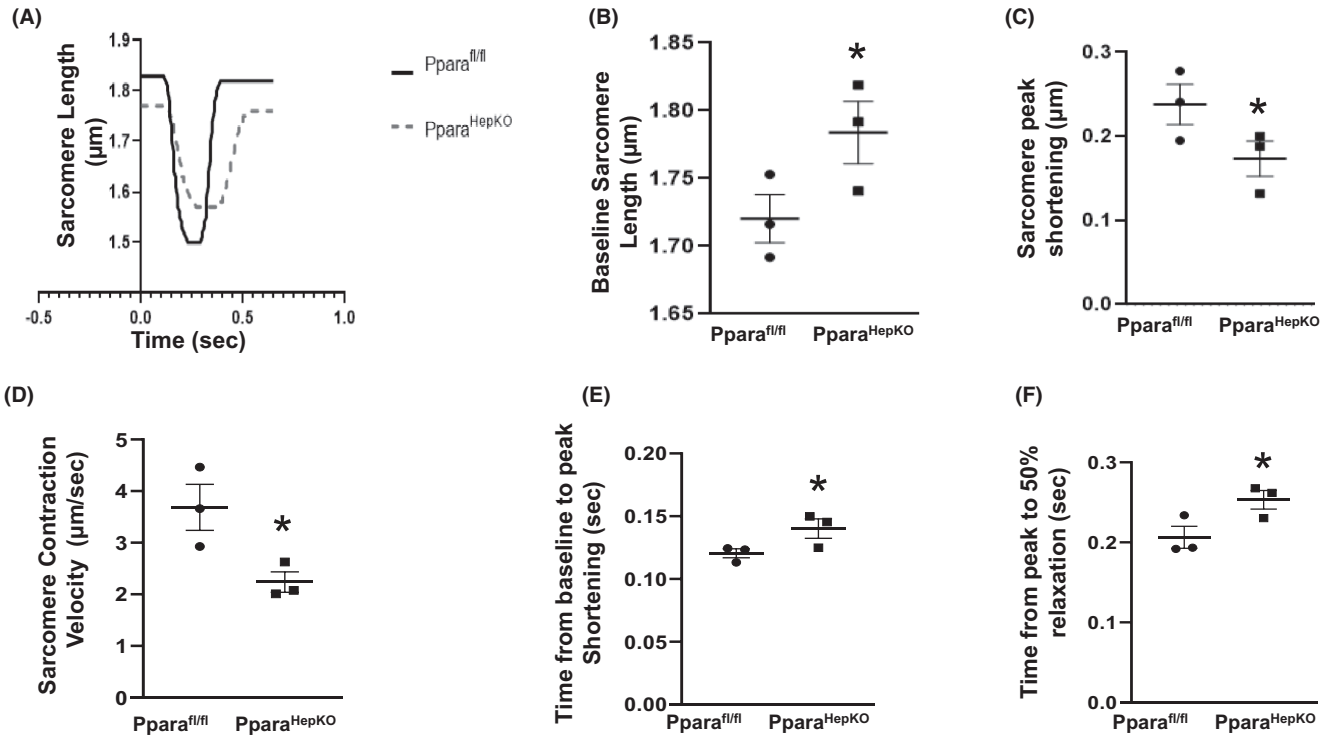 (A)
1.9
1.8
1.7
1.6
1.5
Sarcomere Length
(μm)
-0.5
0.0
0.5
1.0
Time (sec)
Ppara^fl/fl
Ppara^HepKO
(B)
1.85
1.80
1.75
1.70
1.65
Baseline Sarcomere
Length (μm)
*
Ppara^fl/fl
Ppara^HepKO
(C)
0.3
0.2
0.1
0.0
Sarcomere peak
shortening (μm)
*
Ppara^fl/fl
Ppara^HepKO
(D)
5
4
3
2
1
0
Sarcomere Contraction
Velocity (μm/sec)
*
Ppara^fl/fl
Ppara^HepKO
(E)
0.20
0.15
0.10
0.05
0.00
Time from baseline to peak
Shortening (sec)
*
Ppara^fl/fl
Ppara^HepKO
(F)
0.3
0.2
0.1
0.0
Time from peak to 50%
relaxation (sec)
*
Ppara^fl/fl
Ppara^HepKO